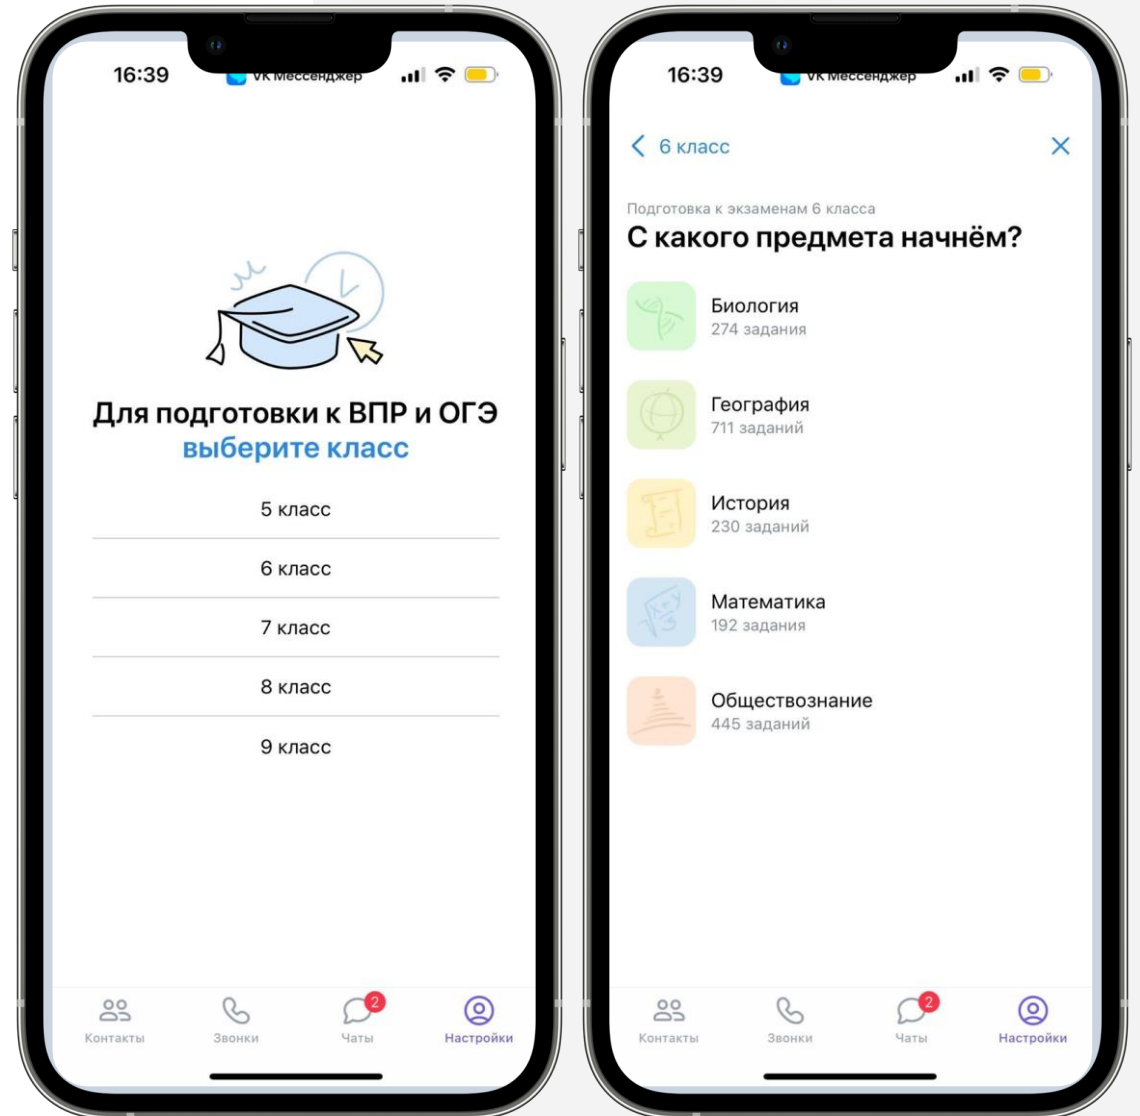 16:39
VK Мессенджер
Для подготовки к ВПР и ОГЭ
выберите класс
5 класс
6 класс
7 класс
8 класс
9 класс
2
Контакты
Звонки
Чаты
Настройки
16:39
VK Мессенджер
6 класс
Подготовка к экзаменам 6 класса
С какого предмета начнём?
Биология
274 задания
География
711 заданий
История
230 заданий
Математика
192 задания
Обществознание
445 заданий
2
Контакты
Звонки
Чаты
Настройки